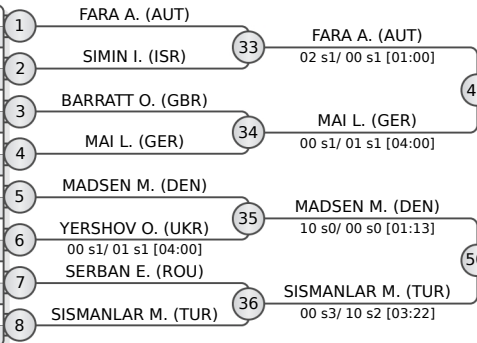 1
FARA A. (AUT)
2
SIMIN I. (ISR)
33
FARA A. (AUT)
02 s1/ 00 s1 [01:00]
3
BARRATT O. (GBR)
4
MAI L. (GER)
34
MAI L. (GER)
00 s1/ 01 s1 [04:00]
5
MADSEN M. (DEN)
6
YERSHOV O. (UKR)
00 s1/ 01 s1 [04:00]
35
MADSEN M. (DEN)
10 s0/ 00 s0 [01:13]
7
SERBAN E. (ROU)
8
SISMANLAR M. (TUR)
36
SISMANLAR M. (TUR)
00 s3/ 10 s2 [03:22]